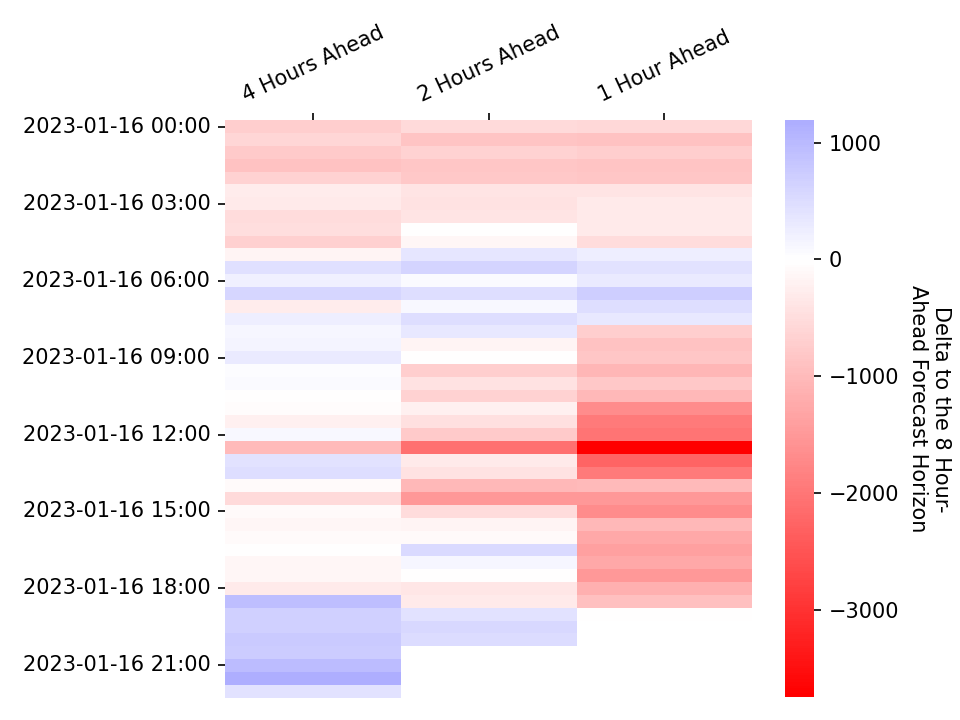 4 Hours Ahead
2 Hours Ahead
1 Hour Ahead
2023-01-16 00:00
2023-01-16 03:00
2023-01-16 06:00
2023-01-16 09:00
2023-01-16 12:00
2023-01-16 15:00
2023-01-16 18:00
2023-01-16 21:00
1000
0
−1000
−2000
−3000
Delta to the 8 Hour-
Ahead Forecast Horizon